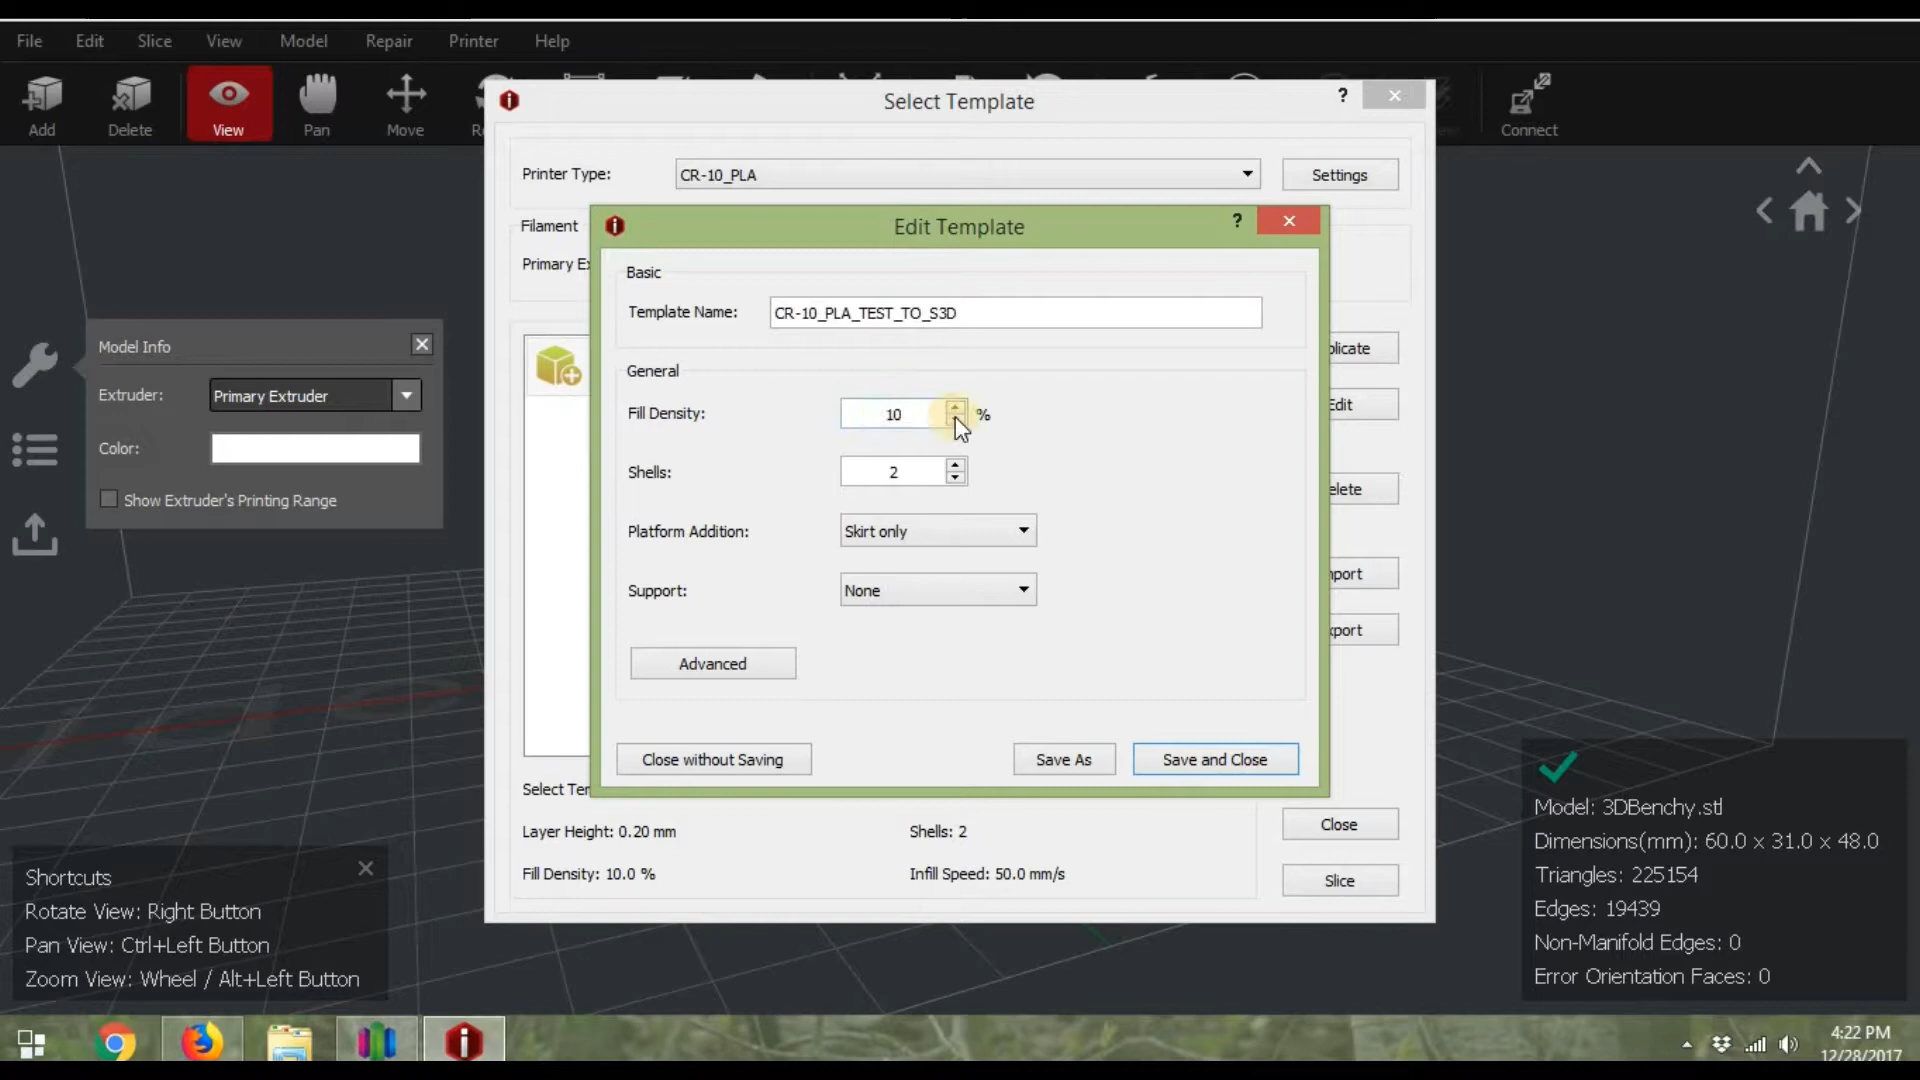 File Edit Slice View Model Repair Printer Help
Add Delete View Pan Move Connect
Select Template ?
Printer Type: CR-10_PLA Settings
Filament
Primary Ex
Edit Template ?
Basic
Template Name: CR-10_PLA_TEST_TO_S3D
General
Fill Density: 10 %
Shells: 2
Platform Addition: Skirt only
Support: None
Advanced
Close without Saving Save As Save and Close
plicate
Edit
elete
mport
xport
Select Ten
Layer Height: 0.20 mm Shells: 2
Fill Density: 10.0 % Infill Speed: 50.0 mm/s
Close
Slice
Model Info
Extruder: Primary Extruder
Color:
Show Extruder's Printing Range
Shortcuts
Rotate View: Right Button
Pan View: Ctrl+Left Button
Zoom View: Wheel / Alt+Left Button
Model: 3DBenchy.stl
Dimensions(mm): 60.0 x 31.0 x 48.0
Triangles: 225154
Edges: 19439
Non-Manifold Edges: 0
Error Orientation Faces: 0
4:22 PM
12/28/2017